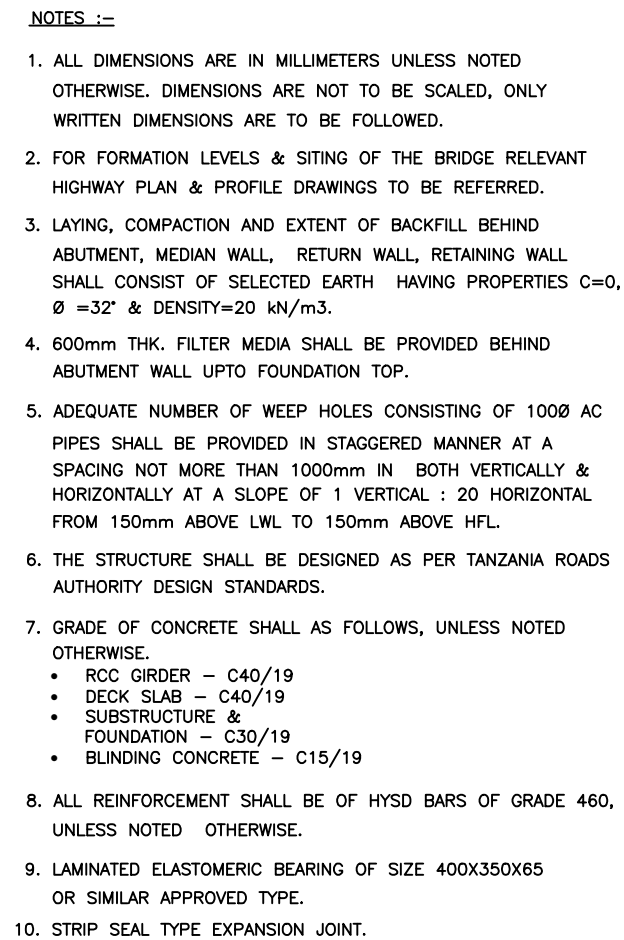 NOTES :-
1. ALL DIMENSIONS ARE IN MILLIMETERS UNLESS NOTED
OTHERWISE. DIMENSIONS ARE NOT TO BE SCALED, ONLY
WRITTEN DIMENSIONS ARE TO BE FOLLOWED.
2. FOR FORMATION LEVELS & SITING OF THE BRIDGE RELEVANT
HIGHWAY PLAN & PROFILE DRAWINGS TO BE REFERRED.
3. LAYING, COMPACTION AND EXTENT OF BACKFILL BEHIND
ABUTMENT, MEDIAN WALL, RETURN WALL, RETAINING WALL
SHALL CONSIST OF SELECTED EARTH HAVING PROPERTIES C=0,
Ø =32° & DENSITY=20 kN/m3.
4. 600mm THK. FILTER MEDIA SHALL BE PROVIDED BEHIND
ABUTMENT WALL UPTO FOUNDATION TOP.
5. ADEQUATE NUMBER OF WEEP HOLES CONSISTING OF 100Ø AC
PIPES SHALL BE PROVIDED IN STAGGERED MANNER AT A
SPACING NOT MORE THAN 1000mm IN BOTH VERTICALLY &
HORIZONTALLY AT A SLOPE OF 1 VERTICAL : 20 HORIZONTAL
FROM 150mm ABOVE LWL TO 150mm ABOVE HFL.
6. THE STRUCTURE SHALL BE DESIGNED AS PER TANZANIA ROADS
AUTHORITY DESIGN STANDARDS.
7. GRADE OF CONCRETE SHALL AS FOLLOWS, UNLESS NOTED
OTHERWISE.
• RCC GIRDER - C40/19
• DECK SLAB - C40/19
• SUBSTRUCTURE &
FOUNDATION - C30/19
• BLINDING CONCRETE - C15/19
8. ALL REINFORCEMENT SHALL BE OF HYSD BARS OF GRADE 460,
UNLESS NOTED OTHERWISE.
9. LAMINATED ELASTOMERIC BEARING OF SIZE 400X350X65
OR SIMILAR APPROVED TYPE.
10. STRIP SEAL TYPE EXPANSION JOINT.